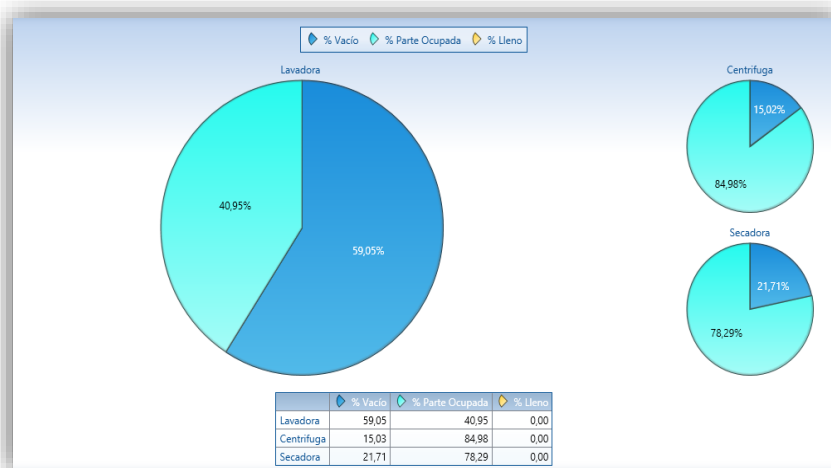 % Vacío % Parte Ocupada % Lleno
Lavadora
40,95%
59,05%
Centrifuga
15,02%
84,98%
Secadora
21,71%
78,29%
% Vacío % Parte Ocupada % Lleno
Lavadora 59,05 40,95 0,00
Centrifuga 15,03 84,98 0,00
Secadora 21,71 78,29 0,00